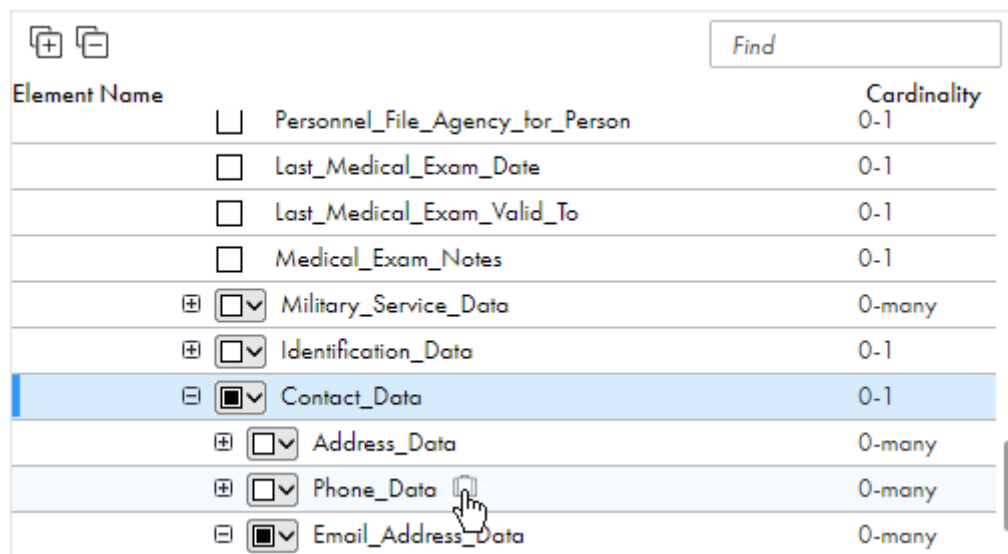 Find
Element Name Cardinality
Personnel_File_Agency_for_Person 0-1
Last_Medical_Exam_Date 0-1
Last_Medical_Exam_Valid_To 0-1
Medical_Exam_Notes 0-1
Military_Service_Data 0-many
Identification_Data 0-1
Contact_Data 0-1
Address_Data 0-many
Phone_Data 0-many
Email_Address_Data 0-many